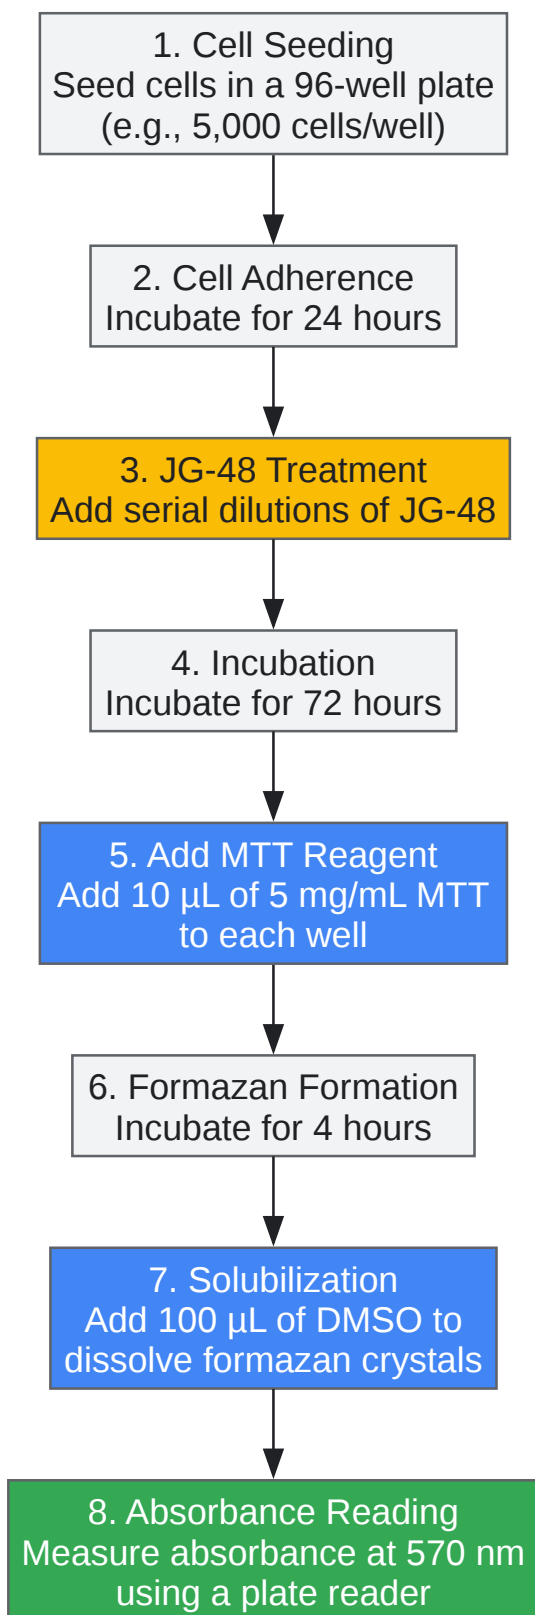 1. Cell Seeding
Seed cells in a 96-well plate
(e.g., 5,000 cells/well)
2. Cell Adherence
Incubate for 24 hours
3. JG-48 Treatment
Add serial dilutions of JG-48
4. Incubation
Incubate for 72 hours
5. Add MTT Reagent
Add 10 µL of 5 mg/mL MTT
to each well
6. Formazan Formation
Incubate for 4 hours
7. Solubilization
Add 100 µL of DMSO to
dissolve formazan crystals
8. Absorbance Reading
Measure absorbance at 570 nm
using a plate reader